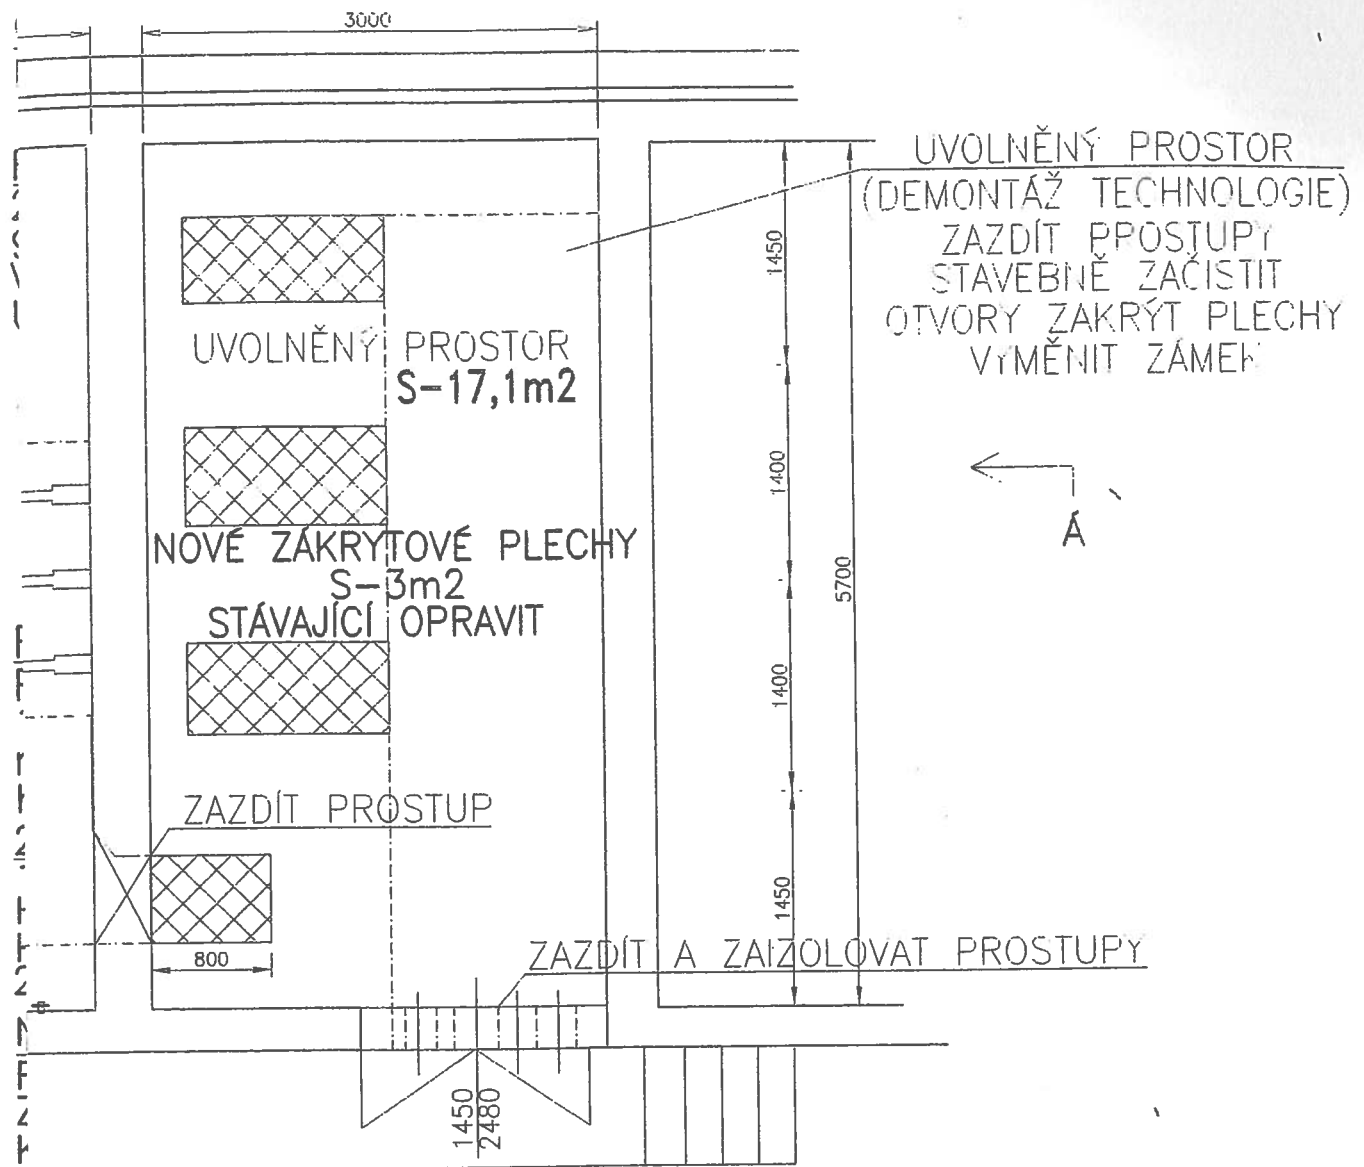 3000
UVOLNĚNÝ PROSTOR
(DEMONTÁŽ TECHNOLOGIE)
ZAZDÍT PROSTUPY
STAVEBNĚ ZAČISTIT
OTVORY ZAKRÝT PLECHY
VYMĚNIT ZÁMEK
1450
UVOLNĚNÝ PROSTOR
S-17,1m2
1400
A
NOVÉ ZÁKRYTOVÉ PLECHY
S-3m2
STÁVAJÍCÍ OPRAVIT
5700
1400
ZAZDÍT PROSTUP
1450
800
ZAZDÍT A ZAIZOLOVAT PROSTUPY
1450
2480